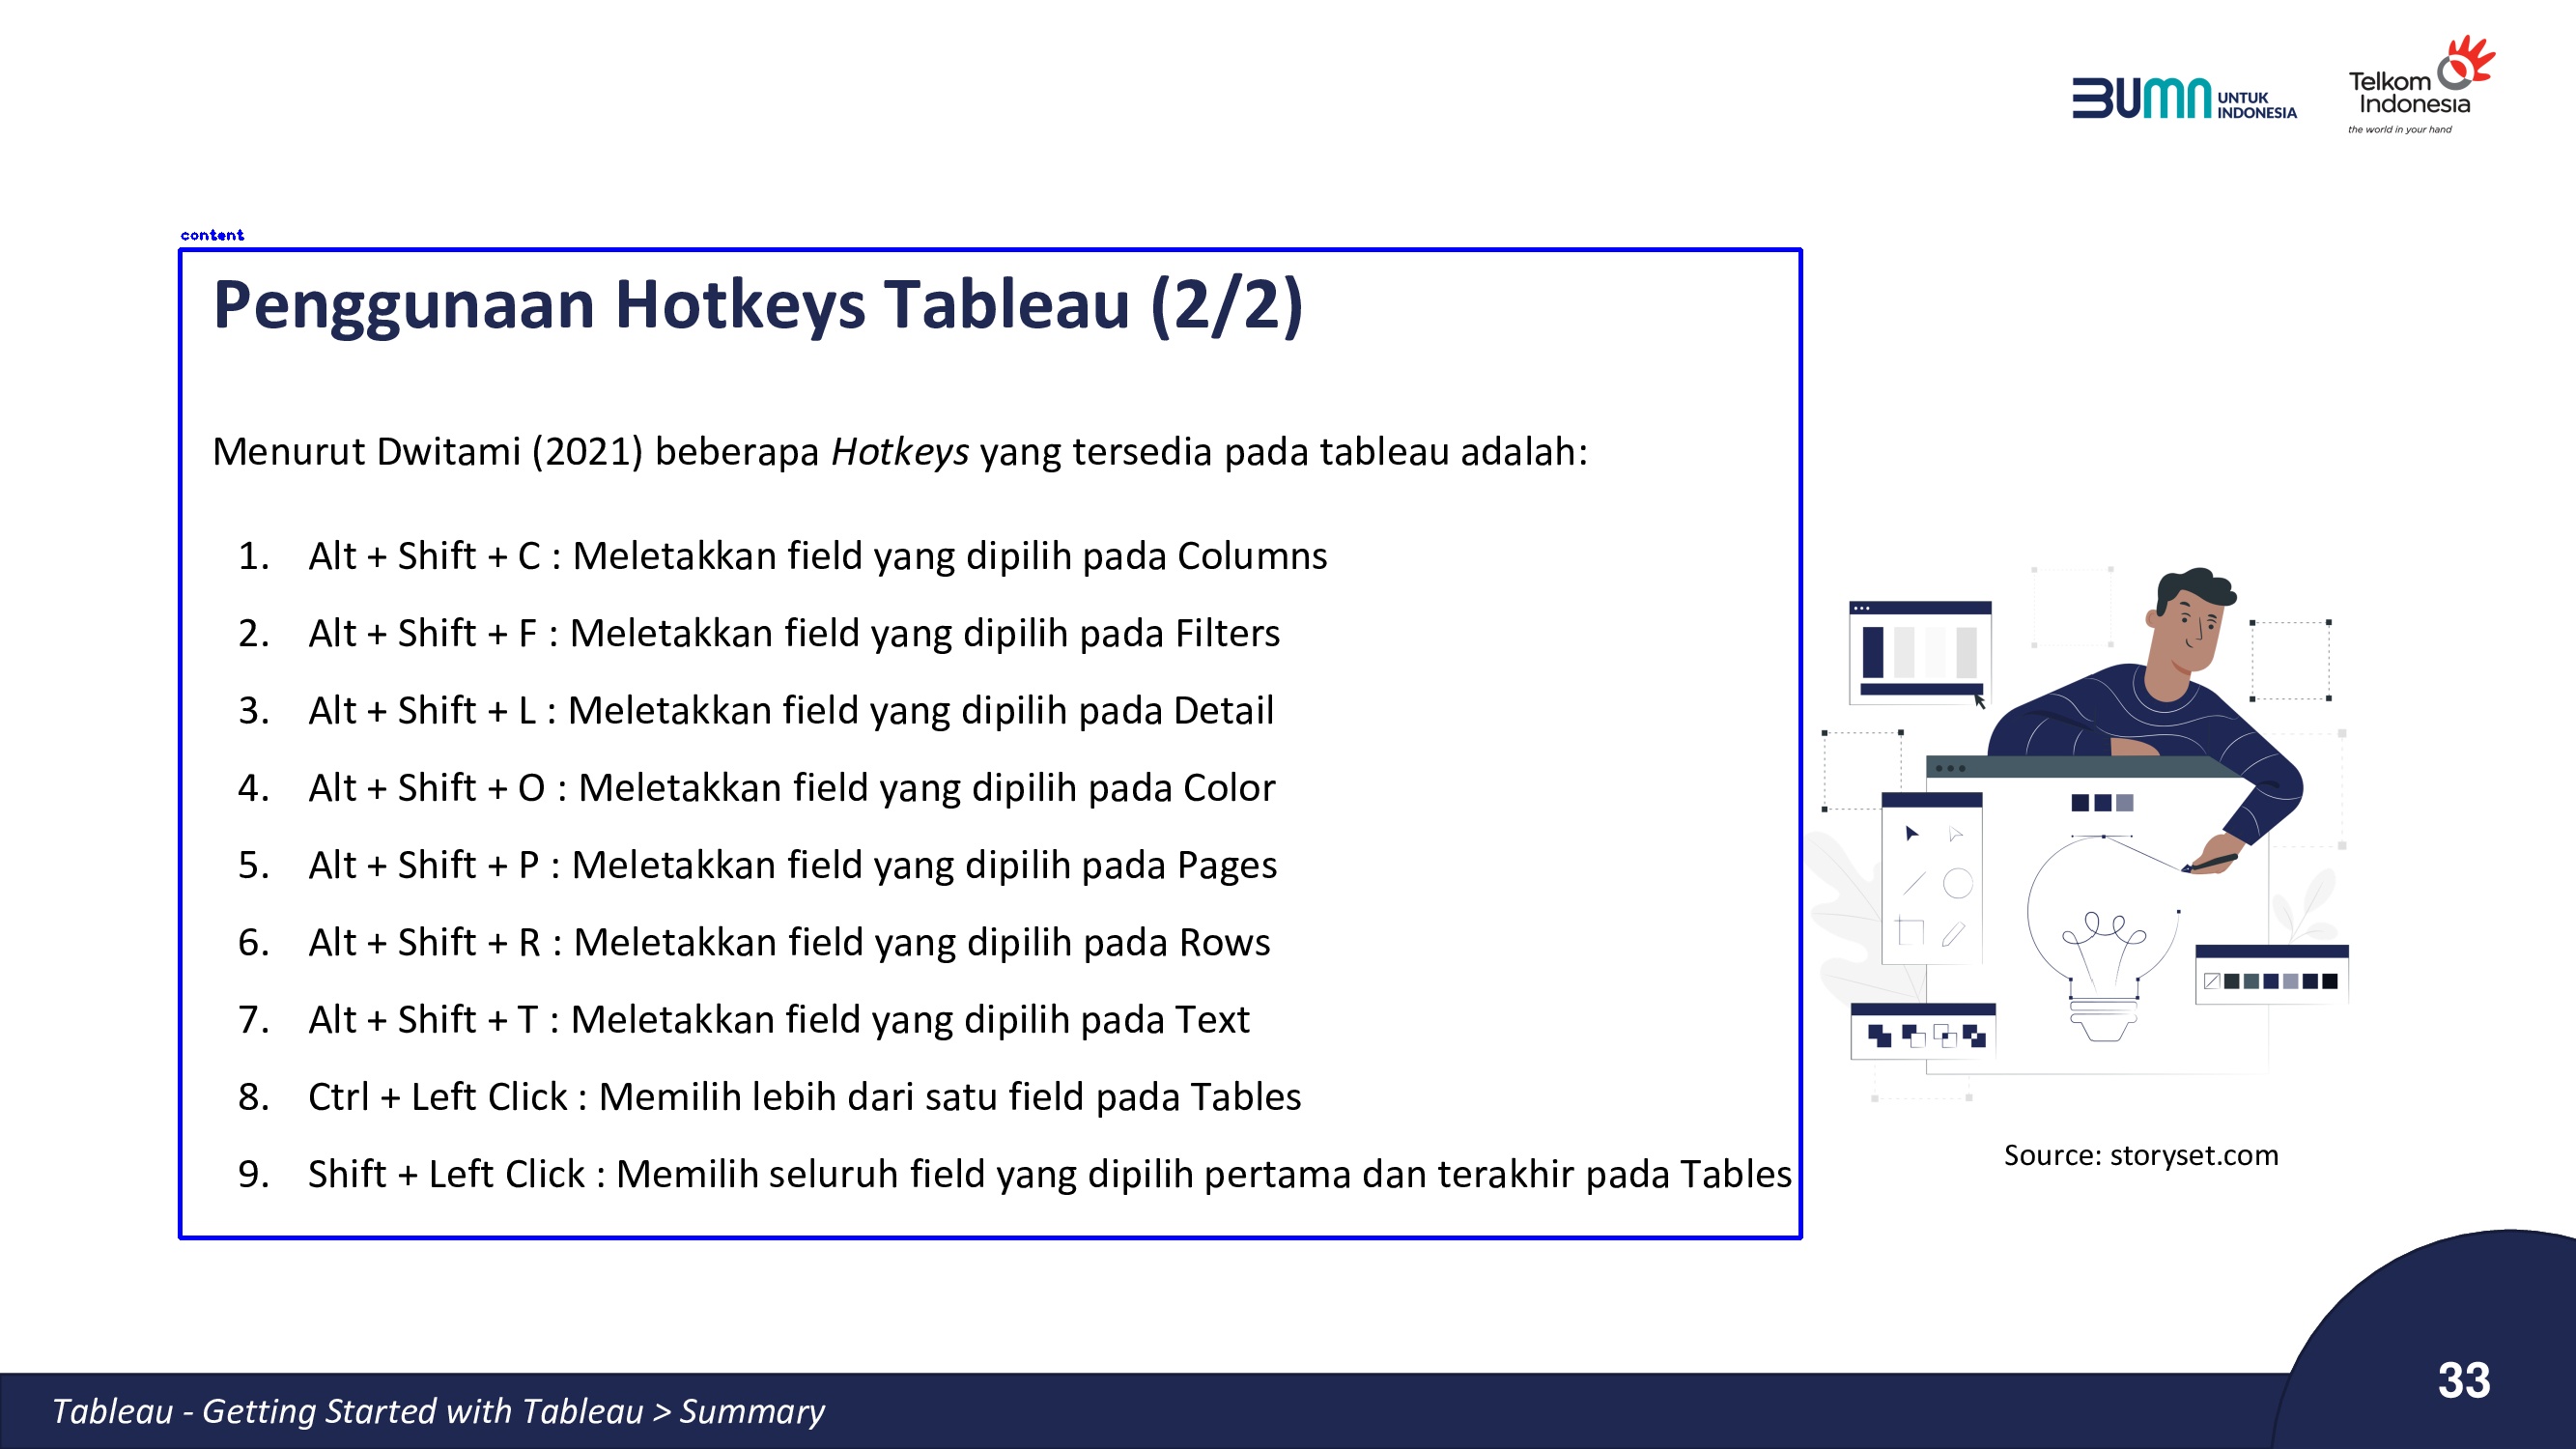 BUMN UNTUK INDONESIA
Telkom Indonesia
the world in your hand
content
Penggunaan Hotkeys Tableau (2/2)
Menurut Dwitami (2021) beberapa Hotkeys yang tersedia pada tableau adalah:
1. Alt + Shift + C : Meletakkan field yang dipilih pada Columns
2. Alt + Shift + F : Meletakkan field yang dipilih pada Filters
3. Alt + Shift + L : Meletakkan field yang dipilih pada Detail
4. Alt + Shift + O : Meletakkan field yang dipilih pada Color
5. Alt + Shift + P : Meletakkan field yang dipilih pada Pages
6. Alt + Shift + R : Meletakkan field yang dipilih pada Rows
7. Alt + Shift + T : Meletakkan field yang dipilih pada Text
8. Ctrl + Left Click : Memilih lebih dari satu field pada Tables
9. Shift + Left Click : Memilih seluruh field yang dipilih pertama dan terakhir pada Tables
Source: storyset.com
Tableau - Getting Started with Tableau > Summary
33